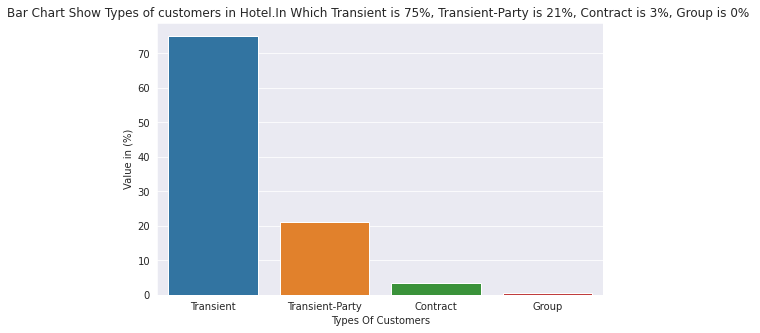 Bar Chart Show Types of customers in Hotel.In Which Transient is 75%, Transient-Party is 21%, Contract is 3%, Group is 0%
70
60
50
40
30
20
10
0
Value in (%)
Transient Transient-Party Contract Group
Types Of Customers